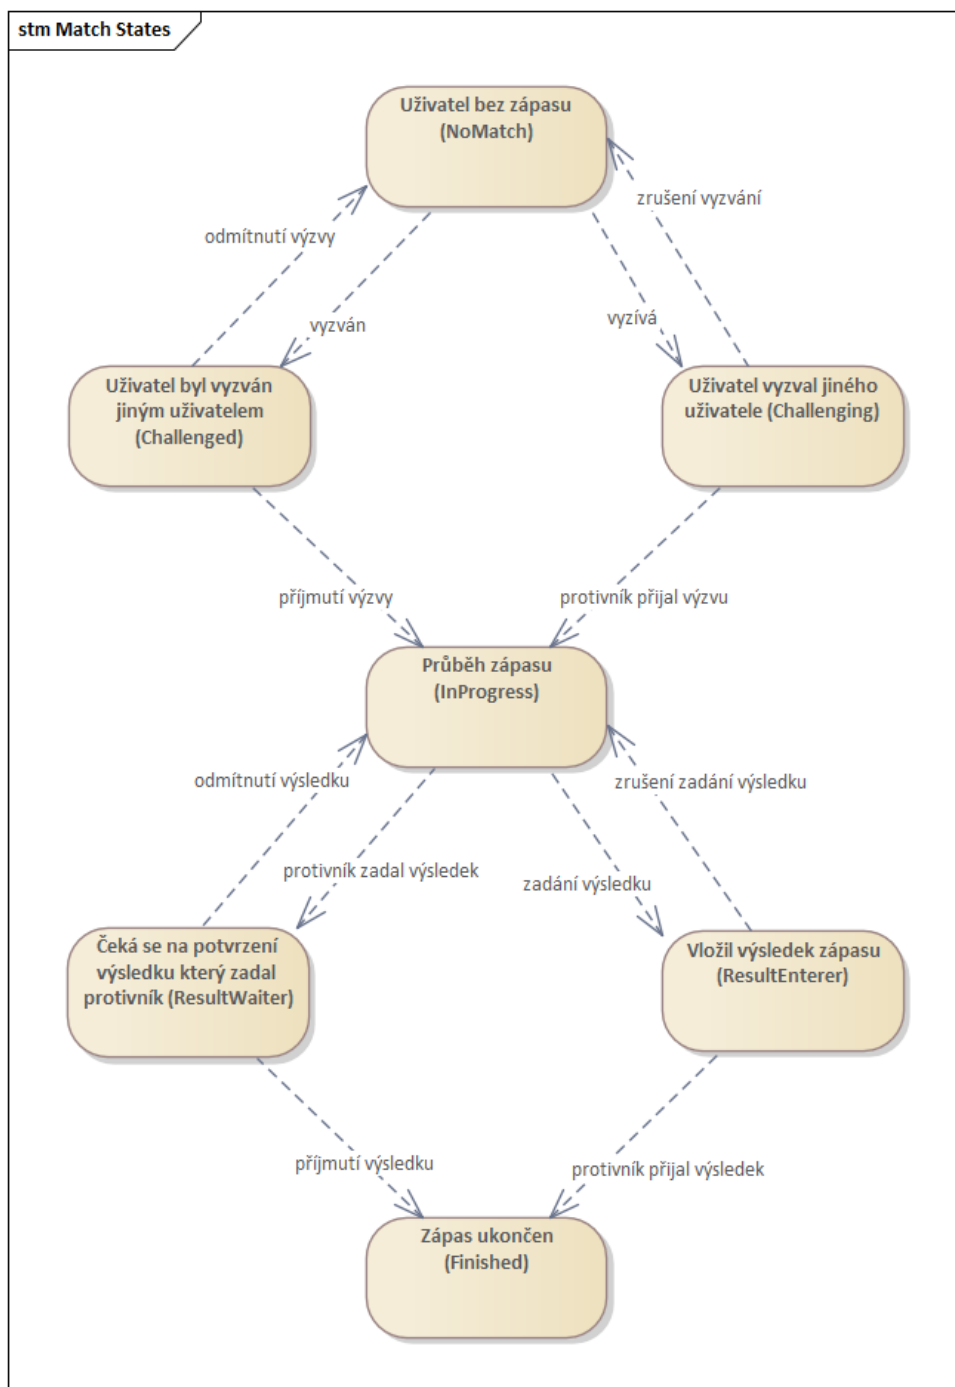 stm Match States
Uživatel bez zápasu
(NoMatch)
zrušení vyzvání
odmítnutí výzvy
vyzván
vyzívá
Uživatel byl vyzván
jiným uživatelem
(Challenged)
Uživatel vyzval jiného
uživatele (Challenging)
příjmutí výzvy
protivník přijal výzvu
Průběh zápasu
(InProgress)
odmítnutí výsledku
zrušení zadání výsledku
protivník zadal výsledek
zadání výsledku
Čeká se na potvrzení
výsledku který zadal
protivník (ResultWaiter)
Vložil výsledek zápasu
(ResultEnterer)
příjmutí výsledku
protivník přijal výsledek
Zápas ukončen
(Finished)